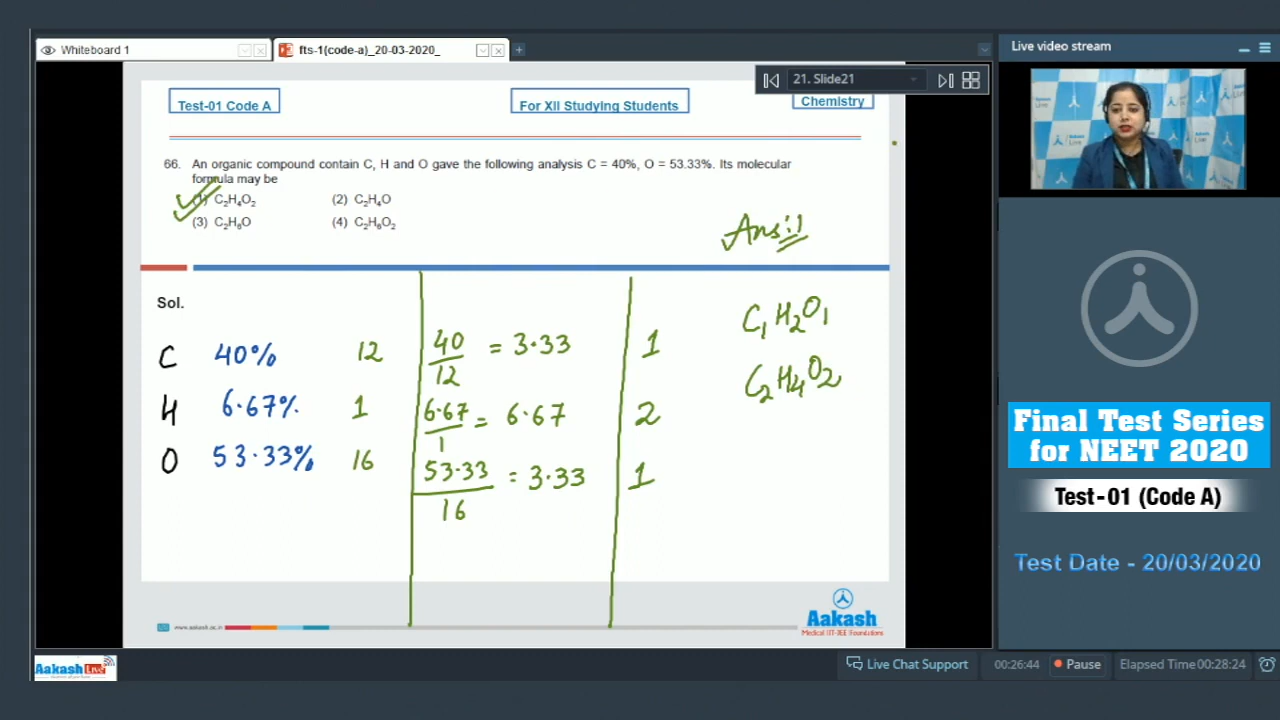 Whiteboard 1
fts-1(code-a)_20-03-2020_
Live video stream
21. Slide21
Test-01 Code A
For XII Studying Students
Chemistry
66. An organic compound contain C, H and O gave the following analysis C = 40%, O = 53.33%. Its molecular
formula may be
(1) C₂H₄O₂ (2) C₂H₄O
(3) C₂H₆O (4) C₂H₆O₂
Ans:1
Sol.
C 40% 12 40/12 = 3.33 1
H 6.67% 1 6.67/1 = 6.67 2
O 53.33% 16 53.33/16 = 3.33 1
C₁H₂O₁
C₂H₄O₂
www.aakash.ac.in
Aakash
Medical|IIT-JEE|Foundations
Final Test Series
for NEET 2020
Test-01 (Code A)
Test Date - 20/03/2020
Aakash Live
Live Chat Support
00:26:44
Pause
Elapsed Time 00:28:24